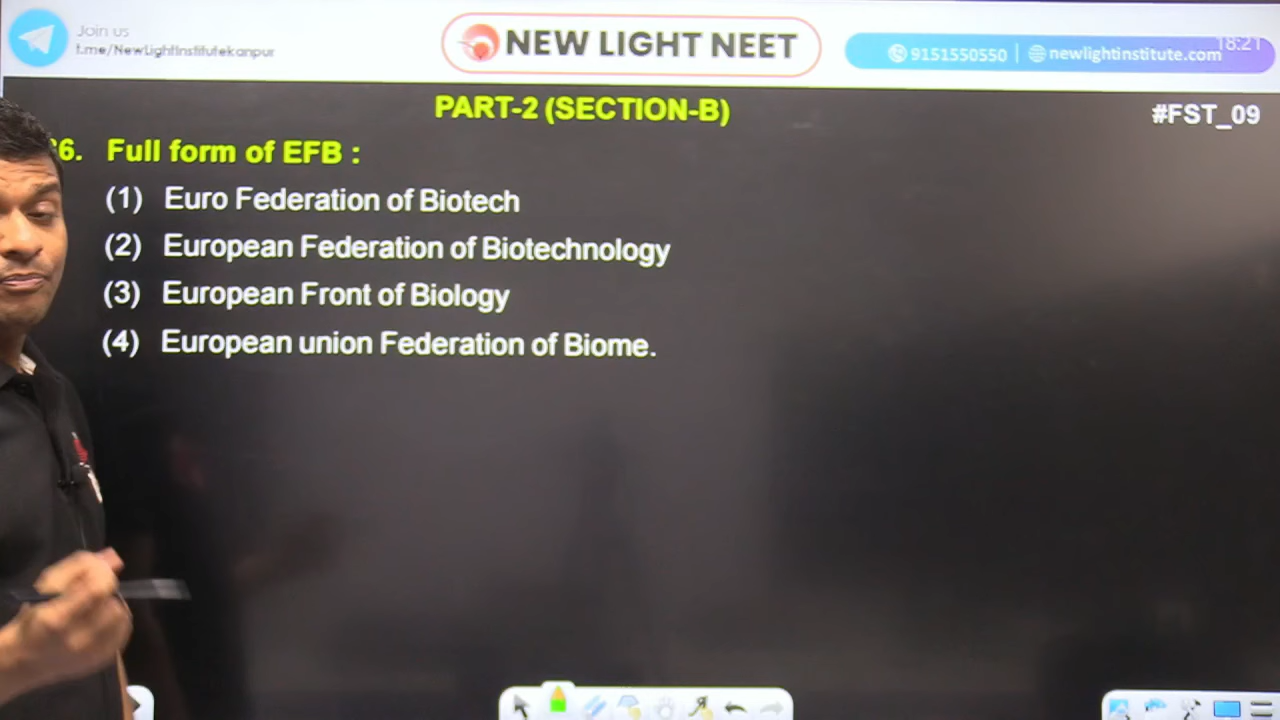 Join us
t.me/NewLightInstitutekanpur
NEW LIGHT NEET
9151550550 | newlightinstitute.com
18:21
PART-2 (SECTION-B)
#FST_09
6. Full form of EFB :
(1) Euro Federation of Biotech
(2) European Federation of Biotechnology
(3) European Front of Biology
(4) European union Federation of Biome.